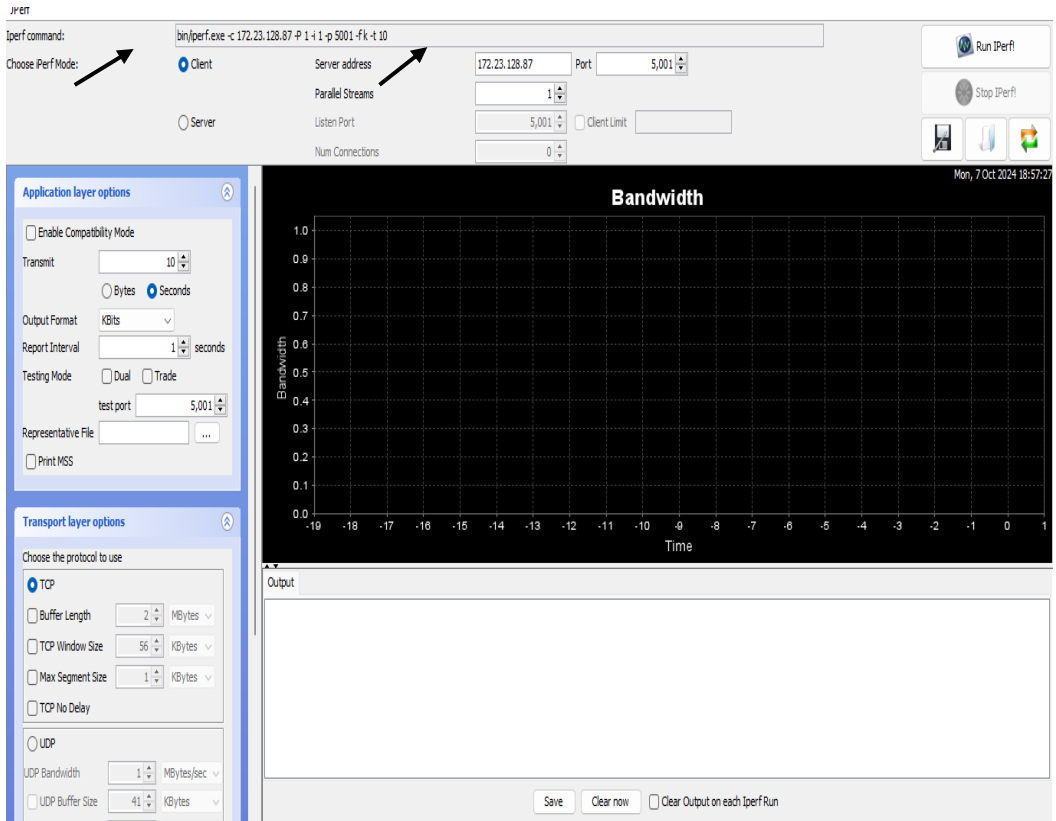 JPerf
Iperf command: bin/iperf.exe -c 172.23.128.87 -P 1 -i 1 -p 5001 -f k -t 10
Choose iPerf Mode: Client Server address 172.23.128.87 Port 5,001
Parallel Streams 1
Server Listen Port 5,001 Client Limit
Num Connections 0
Run IPerf!
Stop IPerf!
Application layer options
Enable Compatibility Mode
Transmit 10
Bytes Seconds
Output Format KBits
Report Interval 1 seconds
Testing Mode Dual Trade
test port 5,001
Representative File ...
Print MSS
Transport layer options
Choose the protocol to use
TCP
Buffer Length 2 MBytes
TCP Window Size 56 KBytes
Max Segment Size 1 KBytes
TCP No Delay
UDP
UDP Bandwidth 1 MBytes/sec
UDP Buffer Size 41 KBytes
Mon, 7 Oct 2024 18:57:27
Bandwidth
1.0
0.9
0.8
0.7
0.6
0.5
0.4
0.3
0.2
0.1
0.0
Bandwidth
-19 -18 -17 -16 -15 -14 -13 -12 -11 -10 -9 -8 -7 -6 -5 -4 -3 -2 -1 0 1
Time
Output
Save Clear now Clear Output on each Iperf Run